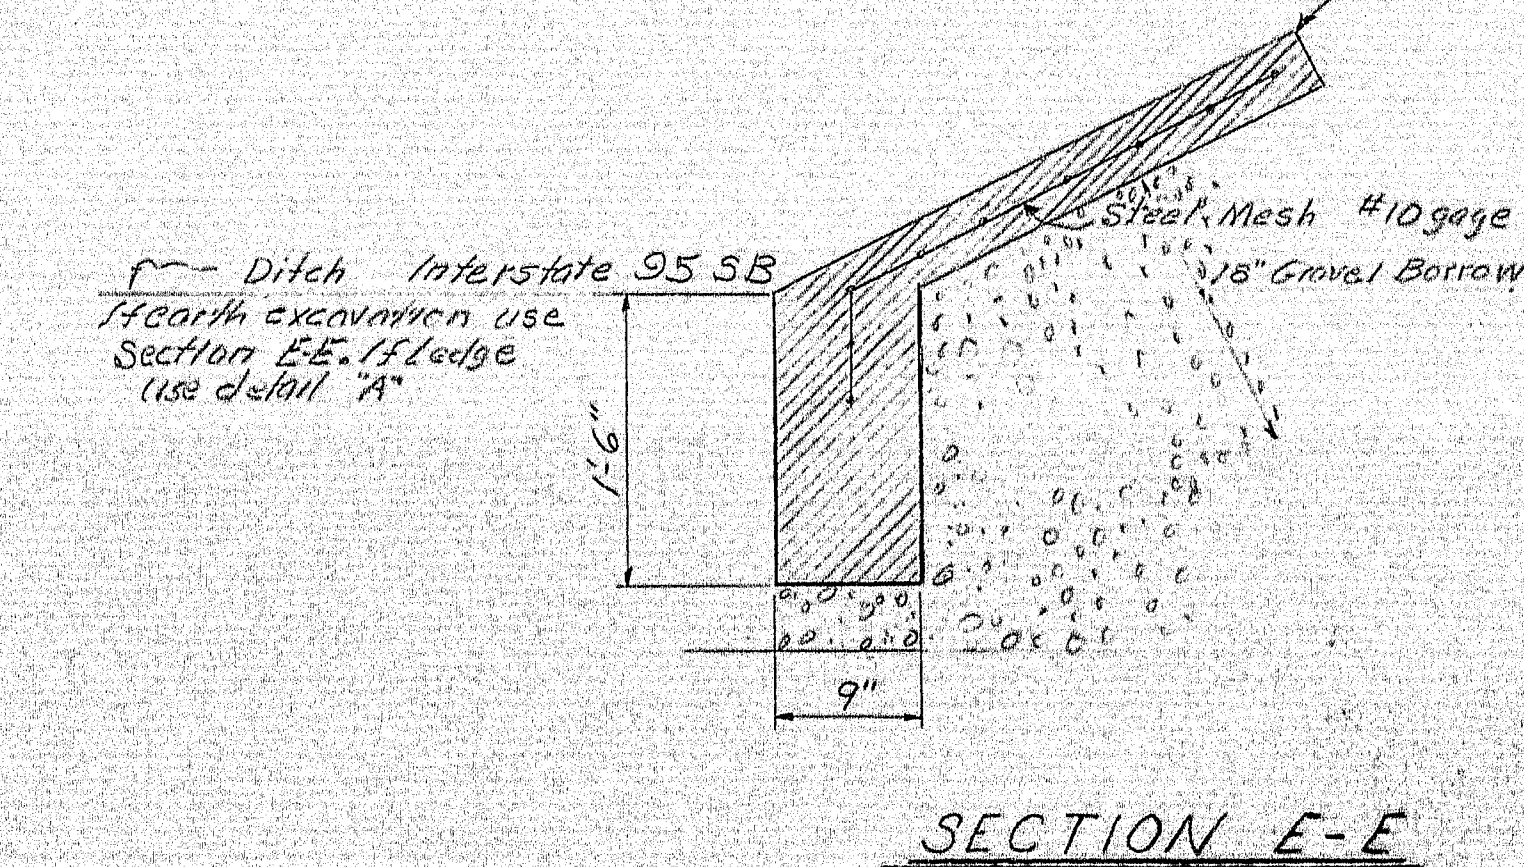 Steel Mesh #10 gage
Ditch Interstate 95 SB
18" Gravel Borrow
If earth excavation use
Section E-E. If Ledge
use detail "A"
1'-6"
9"
SECTION E-E